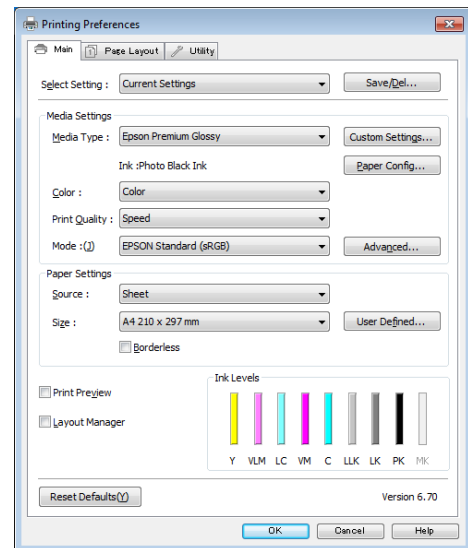 Printing Preferences
Main Page Layout Utility
Select Setting : Current Settings Save/Del...
Media Settings
Media Type : Epson Premium Glossy Custom Settings...
Ink :Photo Black Ink Paper Config...
Color : Color
Print Quality : Speed
Mode :(J) EPSON Standard (sRGB) Advanced...
Paper Settings
Source : Sheet
Size : A4 210 x 297 mm User Defined...
Borderless
Ink Levels
Print Preview
Layout Manager
Y VLM LC VM C LLK LK PK MK
Reset Defaults(Y) Version 6.70
OK Cancel Help